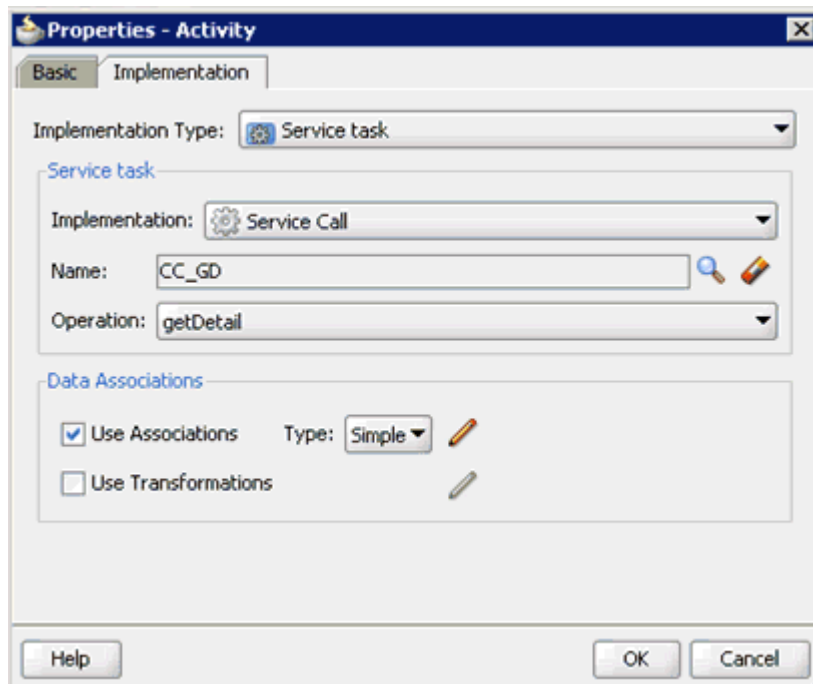 Properties - Activity
Basic Implementation
Implementation Type: Service task
Service task
Implementation: Service Call
Name: CC_GD
Operation: getDetail
Data Associations
Use Associations Type: Simple
Use Transformations
Help OK Cancel